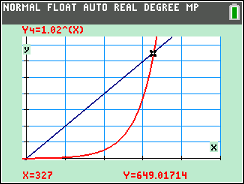 NORMAL FLOAT AUTO REAL DEGREE MP
Y4=1.02^(X)
y
x
X=327 Y=649.01714